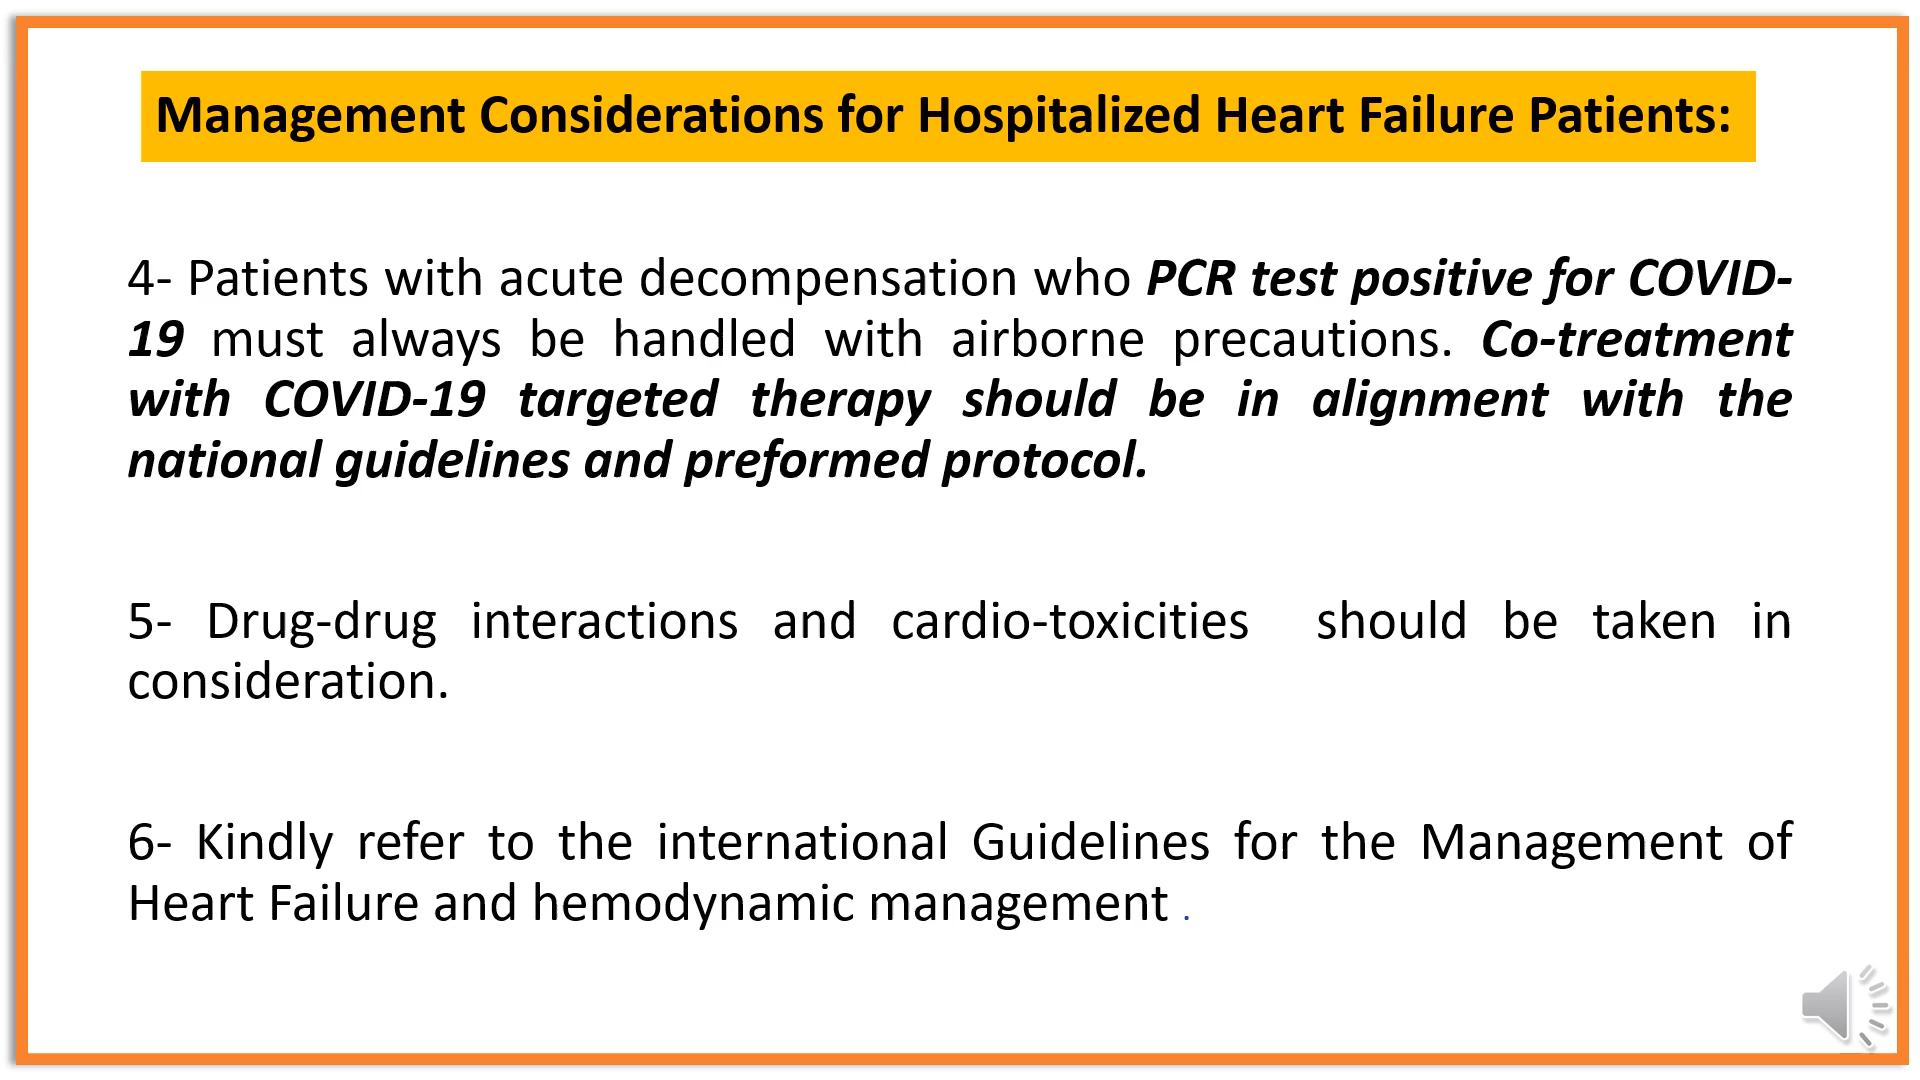 Management Considerations for Hospitalized Heart Failure Patients:
4- Patients with acute decompensation who PCR test positive for COVID-
19 must always be handled with airborne precautions. Co-treatment
with COVID-19 targeted therapy should be in alignment with the
national guidelines and preformed protocol.
5- Drug-drug interactions and cardio-toxicities should be taken in
consideration.
6- Kindly refer to the international Guidelines for the Management of
Heart Failure and hemodynamic management .